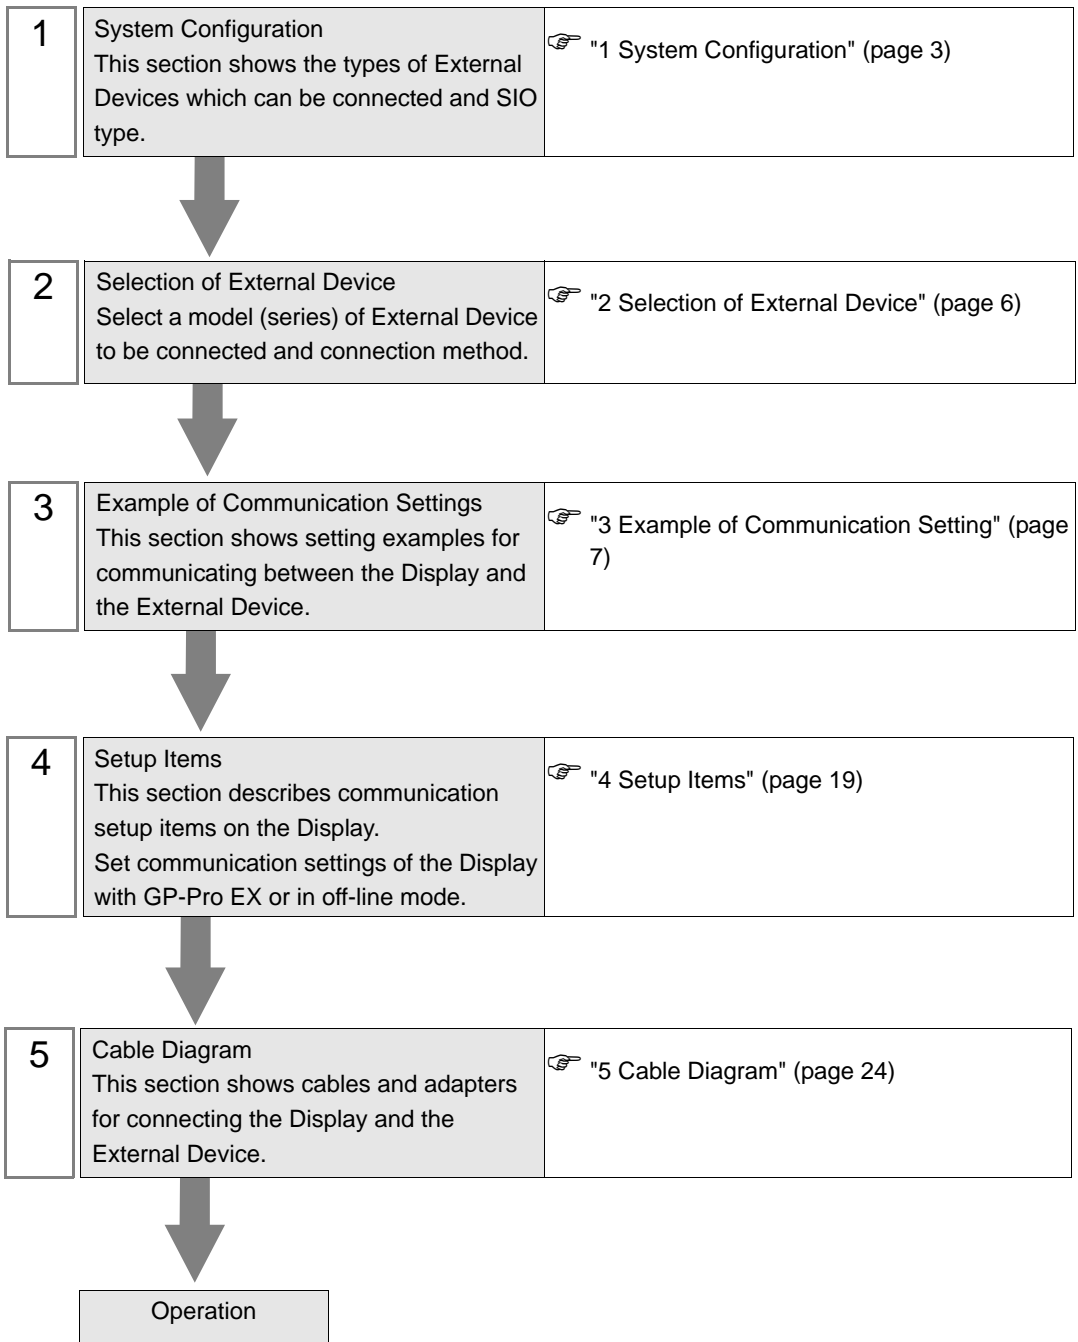 1
System Configuration
This section shows the types of External
Devices which can be connected and SIO
type.
"1 System Configuration" (page 3)
2
Selection of External Device
Select a model (series) of External Device
to be connected and connection method.
"2 Selection of External Device" (page 6)
3
Example of Communication Settings
This section shows setting examples for
communicating between the Display and
the External Device.
"3 Example of Communication Setting" (page
7)
4
Setup Items
This section describes communication
setup items on the Display.
Set communication settings of the Display
with GP-Pro EX or in off-line mode.
"4 Setup Items" (page 19)
5
Cable Diagram
This section shows cables and adapters
for connecting the Display and the
External Device.
"5 Cable Diagram" (page 24)
Operation